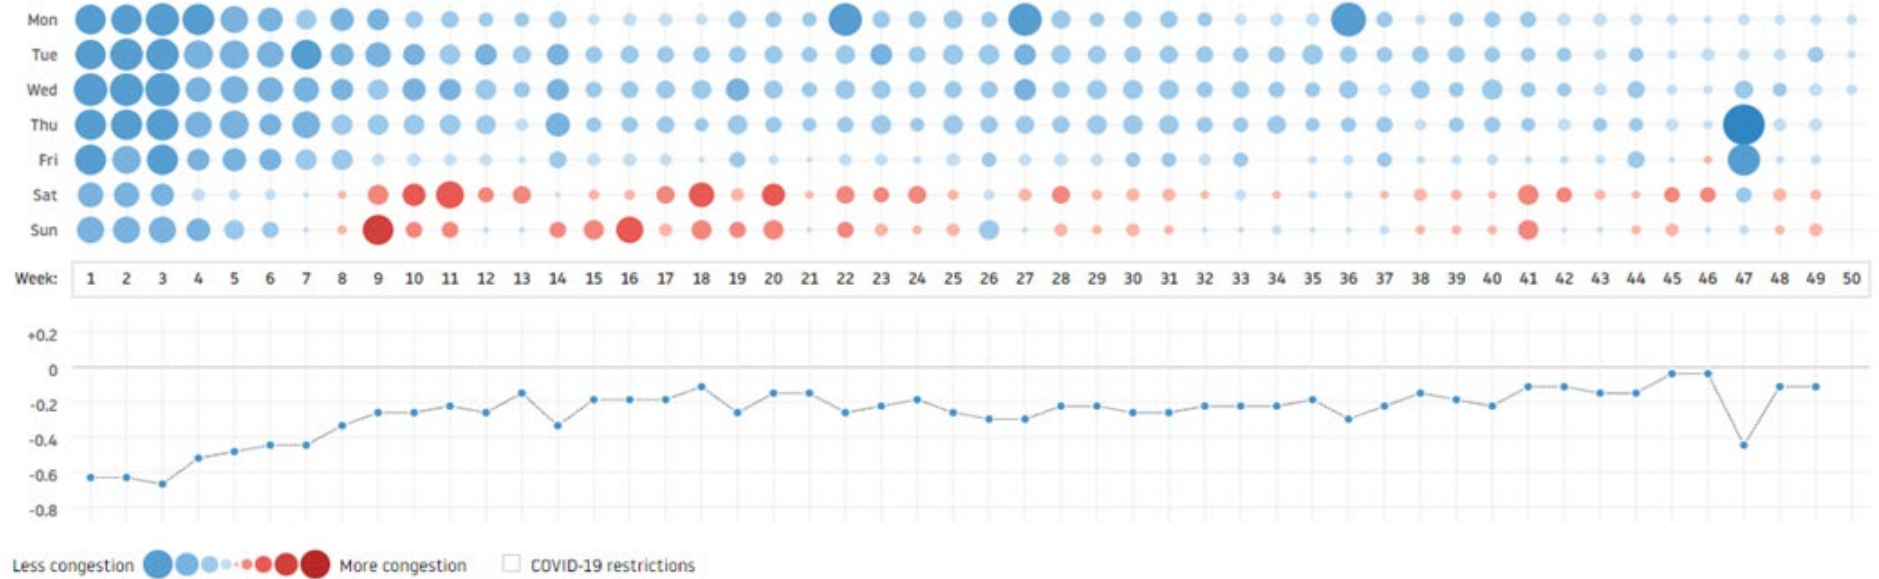 Mon
Tue
Wed
Thu
Fri
Sat
Sun
Week: 1 2 3 4 5 6 7 8 9 10 11 12 13 14 15 16 17 18 19 20 21 22 23 24 25 26 27 28 29 30 31 32 33 34 35 36 37 38 39 40 41 42 43 44 45 46 47 48 49 50
+0.2
0
-0.2
-0.4
-0.6
-0.8
Less congestion More congestion COVID-19 restrictions